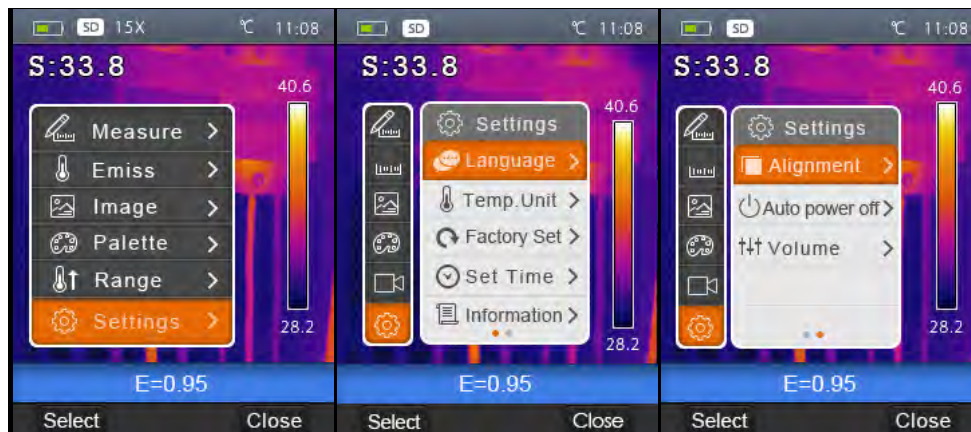 SD 15X ℃ 11:08
S:33.8
40.6
Measure >
Emiss >
Image >
Palette >
Range >
Settings >
28.2
E=0.95
Select Close
SD ℃ 11:08
S:33.8
40.6
Settings
Language >
Temp.Unit >
Factory Set >
Set Time >
Information >
28.2
E=0.95
Select Close
SD ℃ 11:08
S:33.8
40.6
Settings
Alignment >
Auto power off >
Volume >
28.2
E=0.95
Select Close